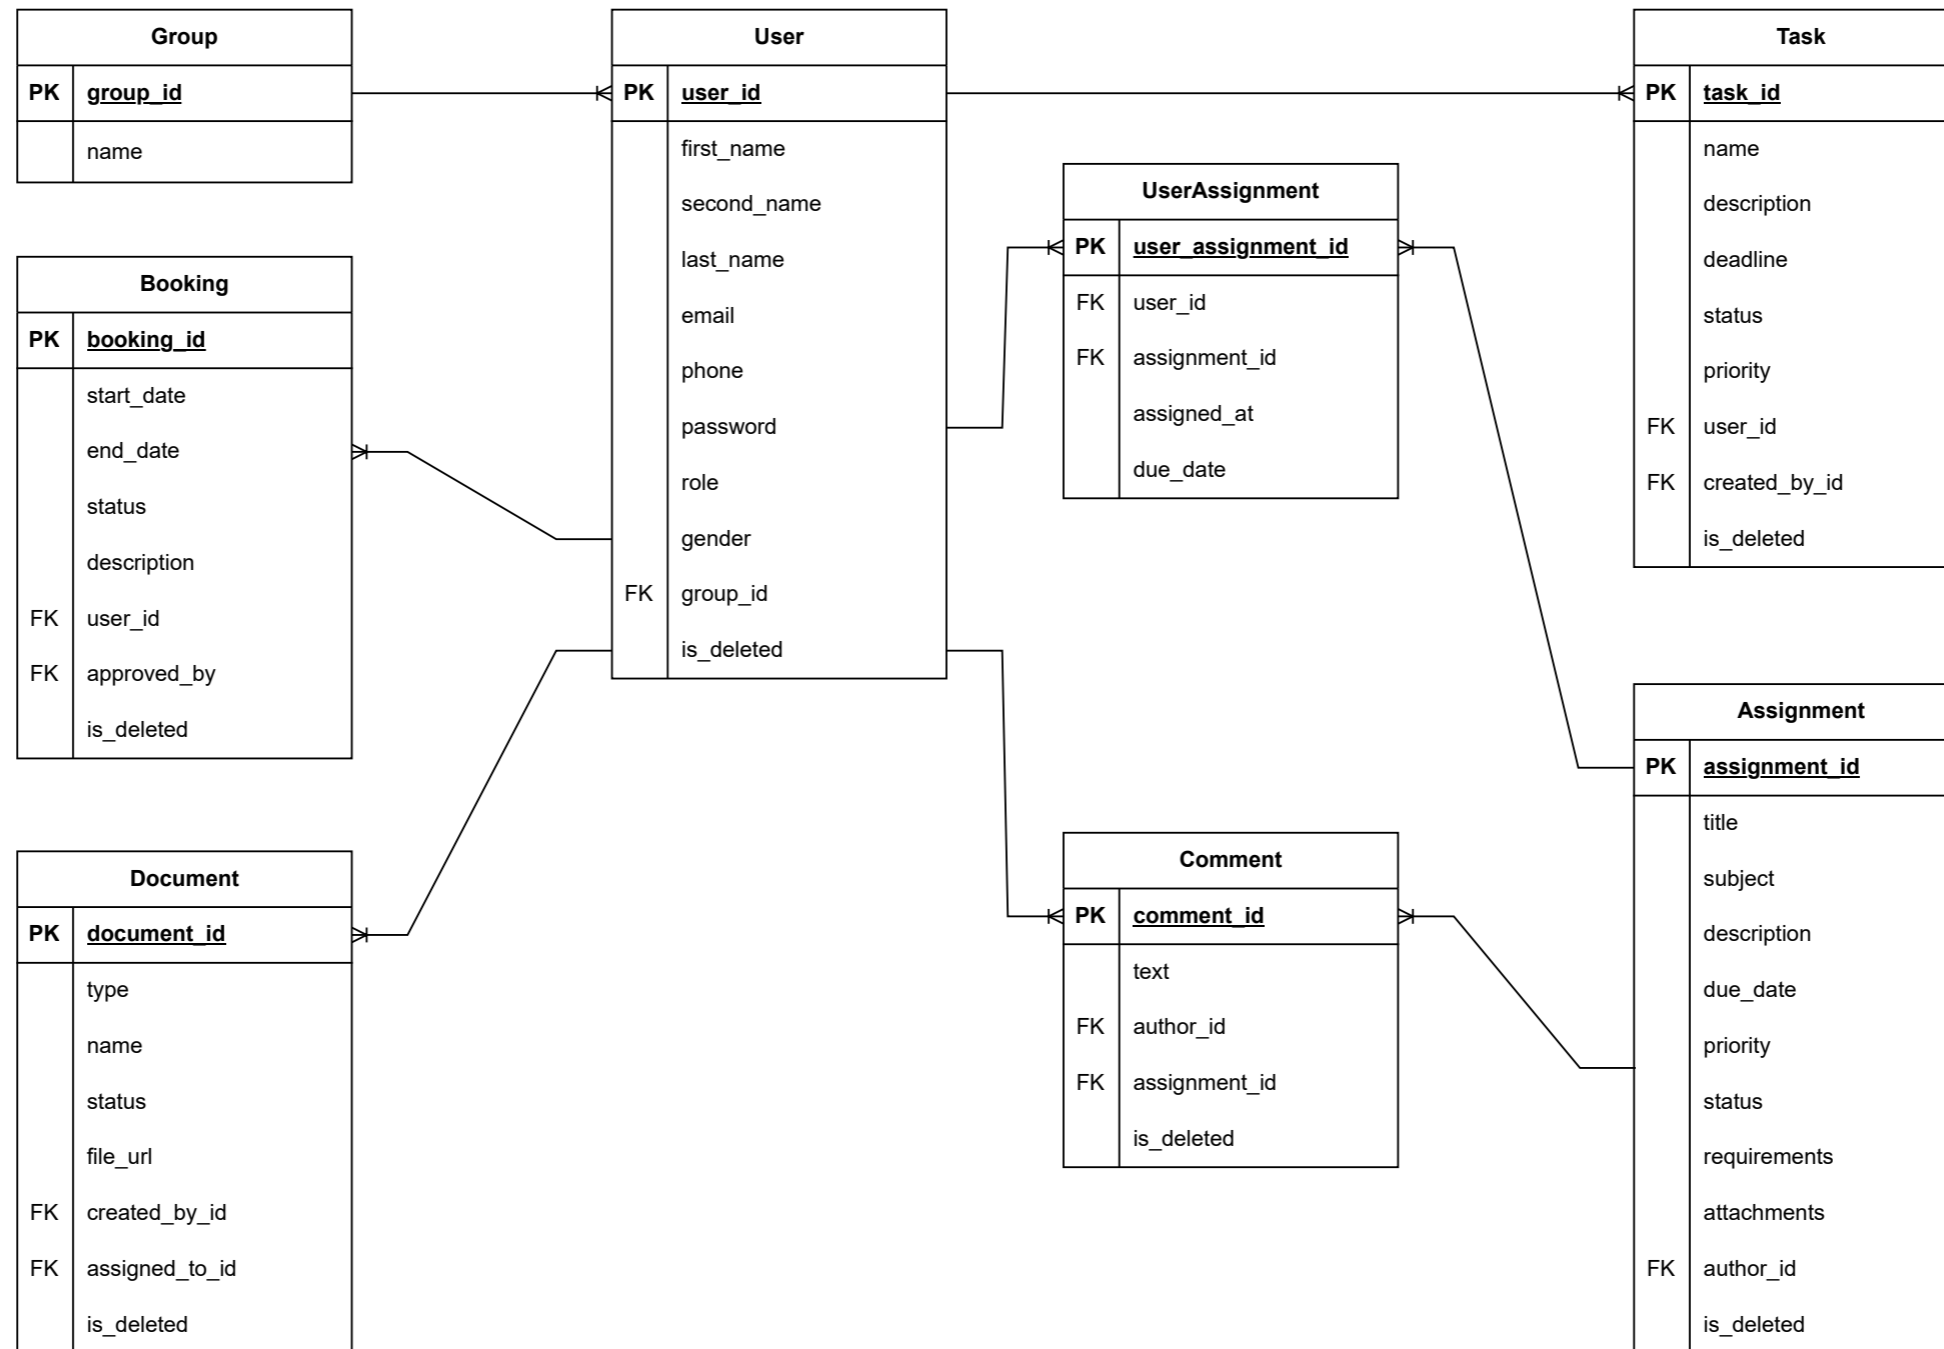 Group
PK group_id
name
User
PK user_id
first_name
second_name
last_name
email
phone
password
role
gender
FK group_id
is_deleted
Task
PK task_id
name
description
deadline
status
priority
FK user_id
FK created_by_id
is_deleted
UserAssignment
PK user_assignment_id
FK user_id
FK assignment_id
assigned_at
due_date
Booking
PK booking_id
start_date
end_date
status
description
FK user_id
FK approved_by
is_deleted
Assignment
PK assignment_id
title
subject
description
due_date
priority
status
requirements
attachments
FK author_id
is_deleted
Comment
PK comment_id
text
FK author_id
FK assignment_id
is_deleted
Document
PK document_id
type
name
status
file_url
FK created_by_id
FK assigned_to_id
is_deleted